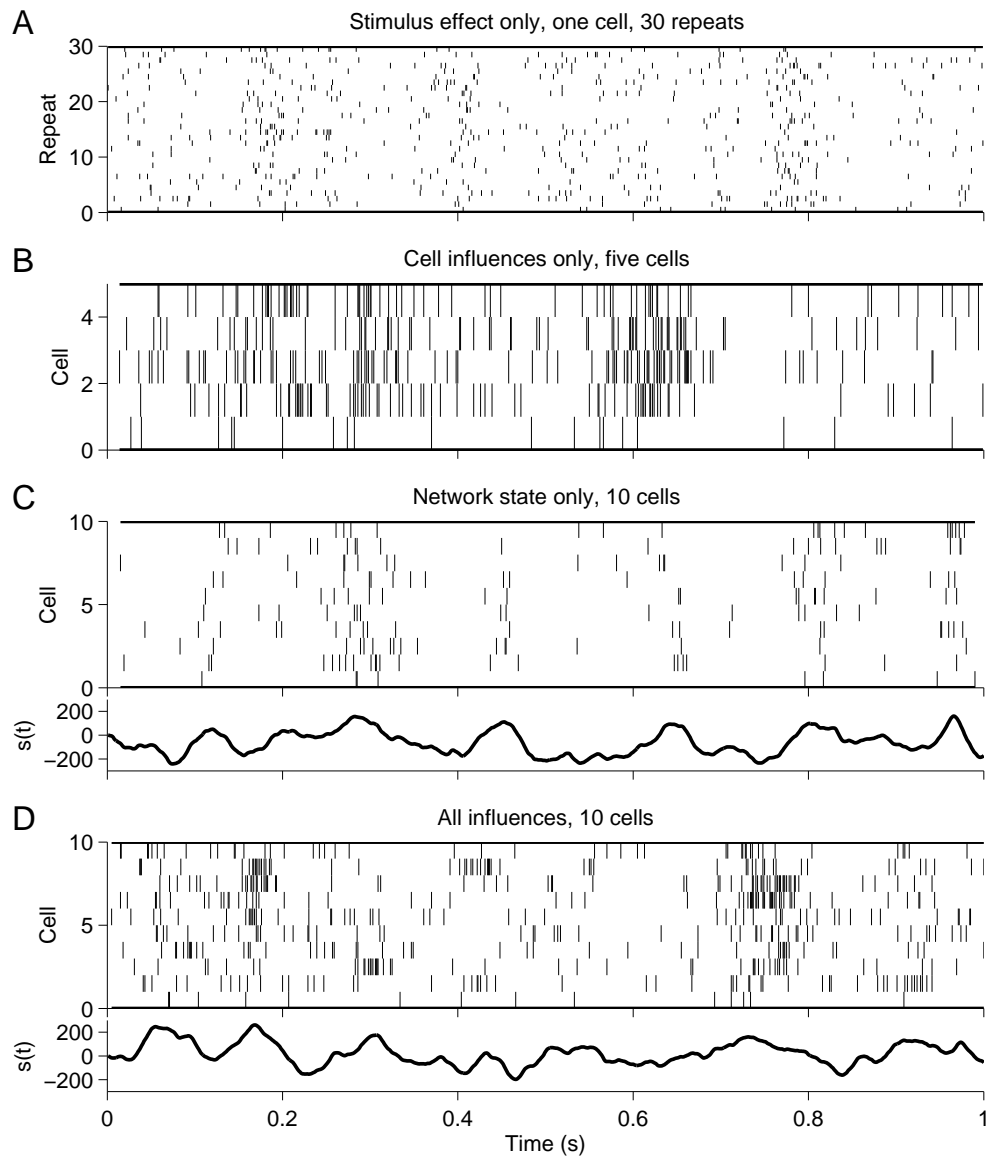 A
Stimulus effect only, one cell, 30 repeats
30
20
10
0
Repeat
B
Cell influences only, five cells
4
2
0
Cell
C
Network state only, 10 cells
10
5
0
Cell
200
0
−200
s(t)
D
All influences, 10 cells
10
5
0
Cell
200
0
−200
s(t)
0 0.2 0.4 0.6 0.8 1
Time (s)